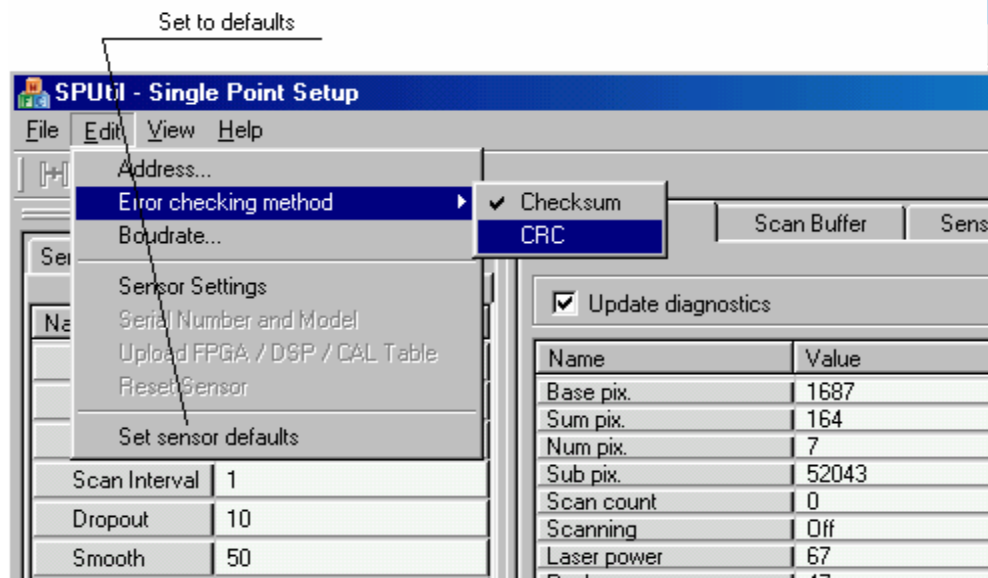 Set to defaults
SPUtil - Single Point Setup
File Edit View Help
Address...
Error checking method
Checksum
CRC
Boudrate...
Sensor Settings
Serial Number and Model
Upload FPGA / DSP / CAL Table
Reset Sensor
Set sensor defaults
Scan Interval 1
Dropout 10
Smooth 50
Scan Buffer
Update diagnostics
Name Value
Base pix. 1687
Sum pix. 164
Num pix. 7
Sub pix. 52043
Scan count 0
Scanning Off
Laser power 67